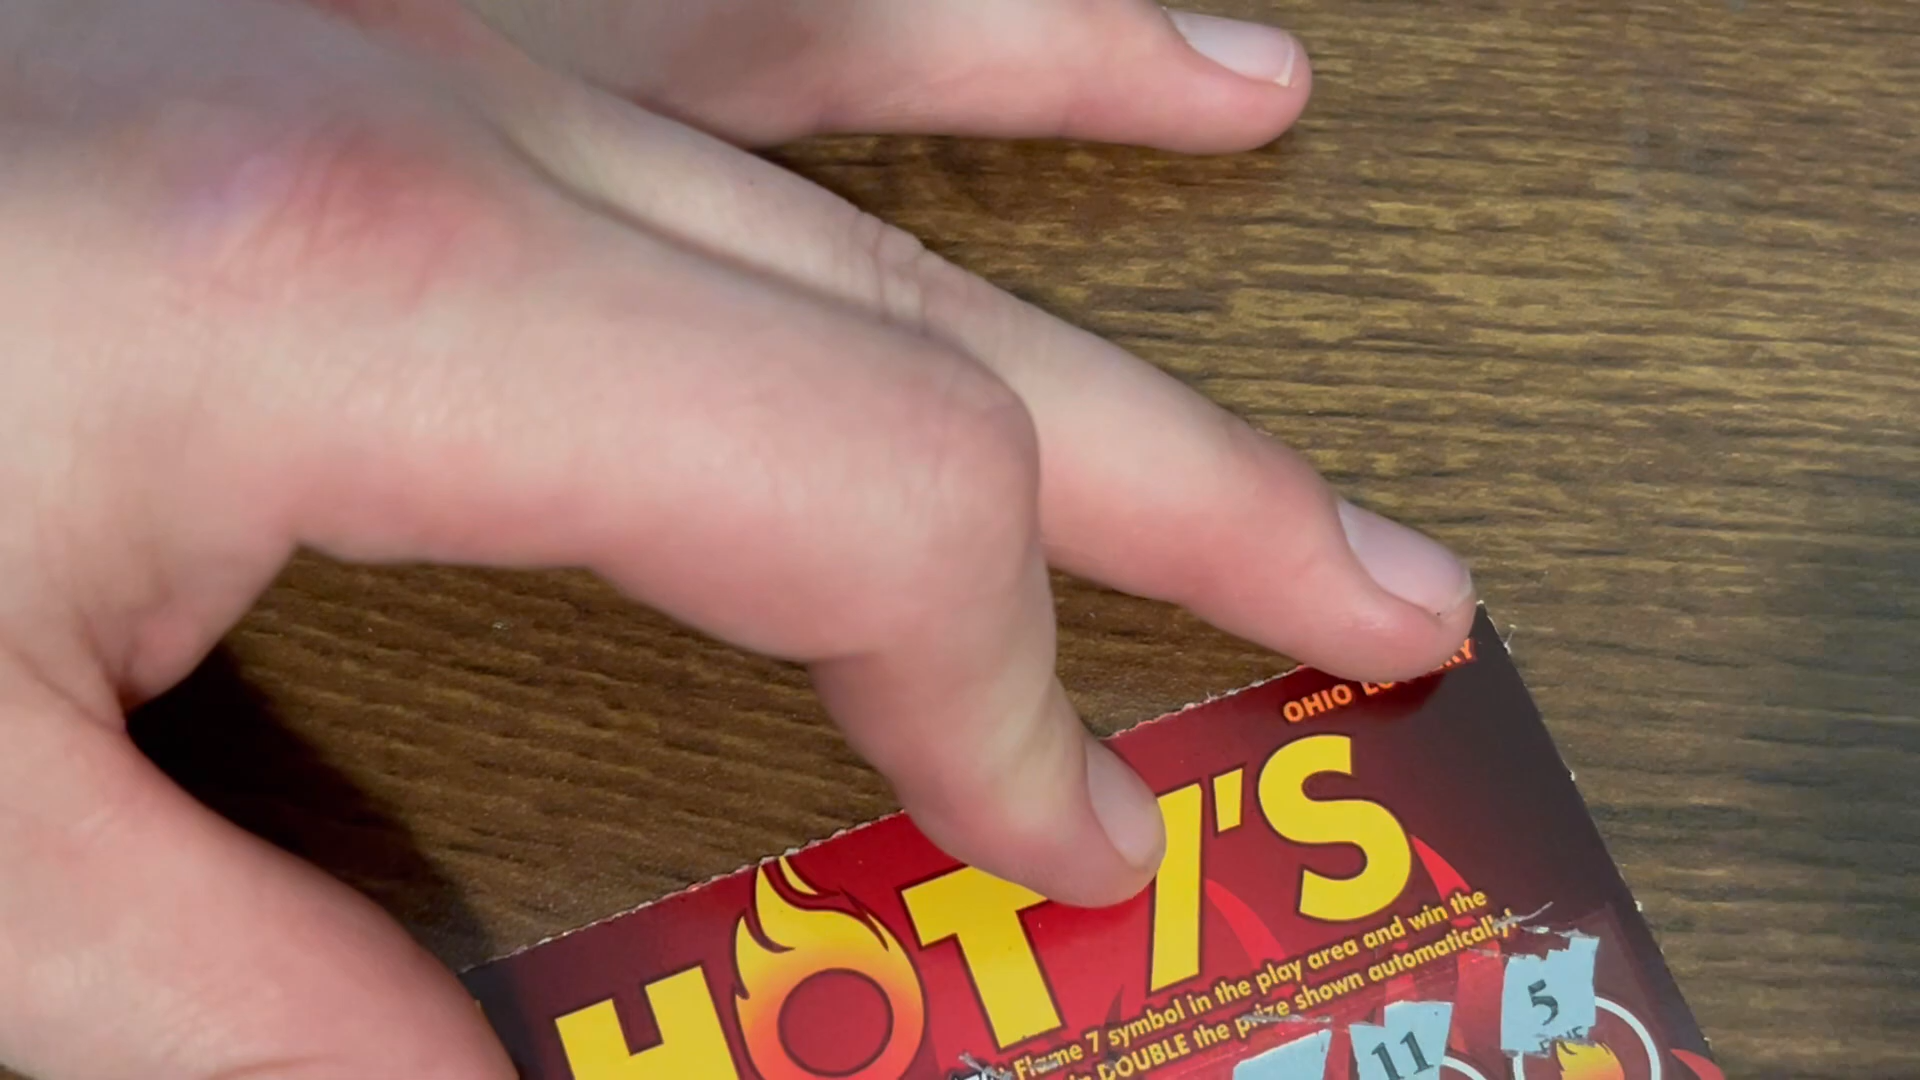 OHIO
HOT 7'S
Flame 7 symbol in the play area and win the
DOUBLE the prize shown automatically!
5
11